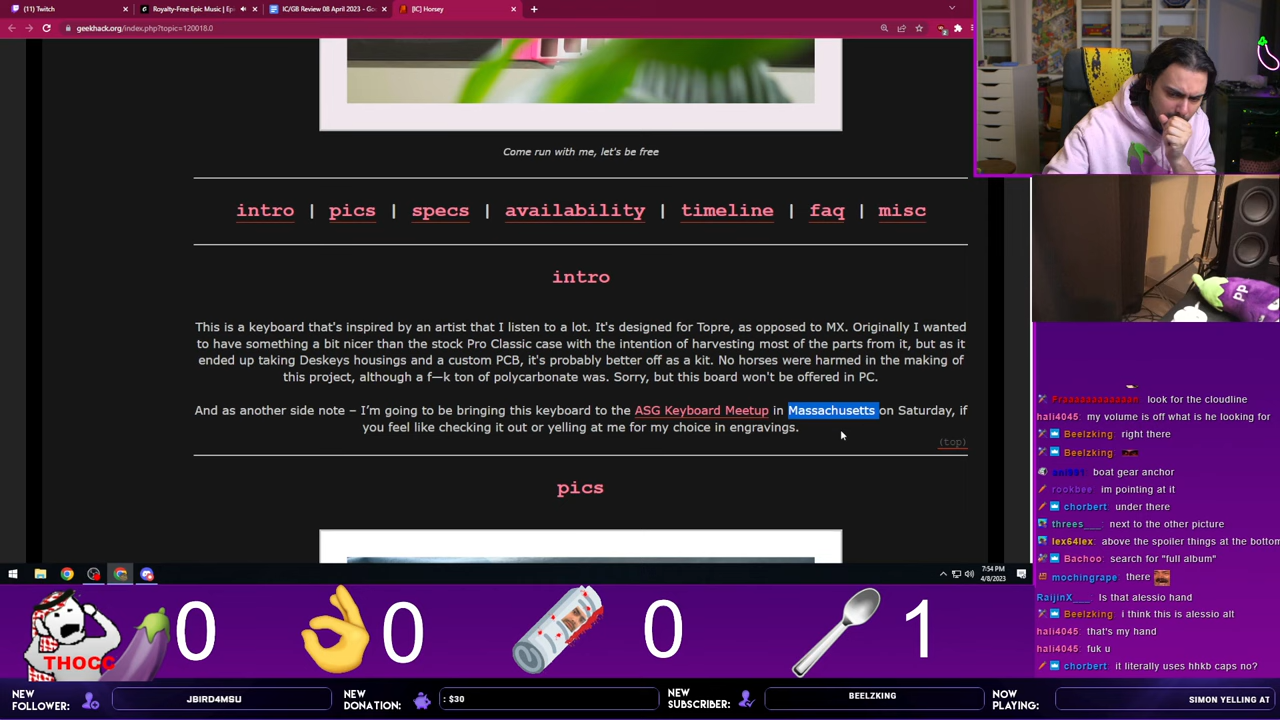 (11) Twitch
Royalty-Free Epic Music | Ep
IC/GB Review 08 April 2023 - Go
[IC] Horsey
geekhack.org/index.php?topic=120018.0
Come run with me, let's be free
intro | pics | specs | availability | timeline | faq | misc
intro
This is a keyboard that's inspired by an artist that I listen to a lot. It's designed for Topre, as opposed to MX. Originally I wanted
to have something a bit nicer than the stock Pro Classic case with the intention of harvesting most of the parts from it, but as it
ended up taking Deskeys housings and a custom PCB, it's probably better off as a kit. No horses were harmed in the making of
this project, although a f—k ton of polycarbonate was. Sorry, but this board won't be offered in PC.
And as another side note – I'm going to be bringing this keyboard to the ASG Keyboard Meetup in Massachusetts on Saturday, if
you feel like checking it out or yelling at me for my choice in engravings.
(top)
pics
7:54 PM
4/8/2023
PP
Fraaaaaaaaaaaan: look for the cloudline
hali4045: my volume is off what is he looking for
Beelzking: right there
Beelzking:
boat gear anchor
rookbee: im pointing at it
chorbert: under there
threes___: next to the other picture
lex64lex: above the spoiler things at the bottom
Bachoo: search for "full album"
mochingrape: there
RaijinX___: Is that alessio hand
Beelzking: i think this is alessio alt
hali4045: that's my hand
hali4045: fuk u
chorbert: it literally uses hhkb caps no?
THOCC
0
0
0
1
NEW
FOLLOWER:
JBIRD4MSU
NEW
DONATION:
: $30
NEW
SUBSCRIBER:
BEELZKING
NOW
PLAYING:
SIMON YELLING AT